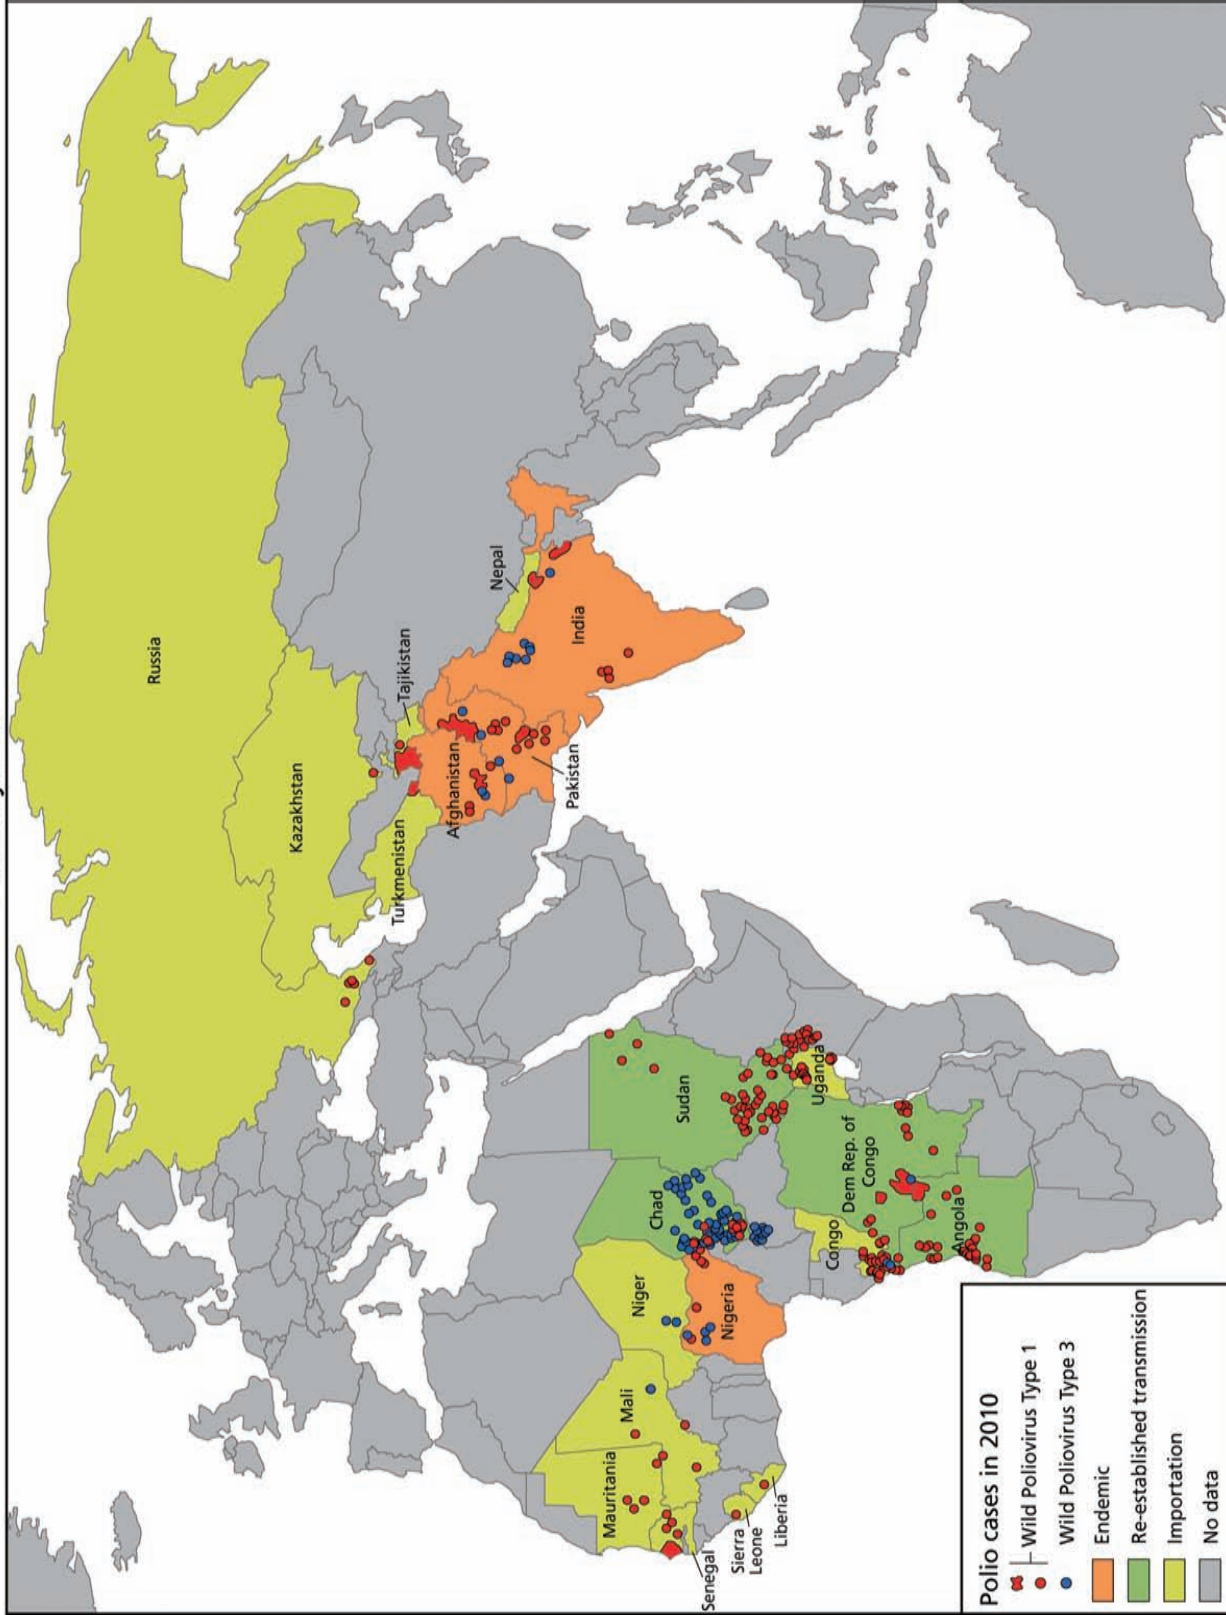 Russia
Kazakhstan
Turkmenistan
Tajikistan
Afghanistan
Pakistan
Nepal
India
Mauritania
Mali
Niger
Chad
Sudan
Senegal
Sierra
Leone
Liberia
Nigeria
Congo
Dem Rep. of
Congo
Uganda
Angola
Polio cases in 2010
Wild Poliovirus Type 1
Wild Poliovirus Type 3
Endemic
Re-established transmission
Importation
No data